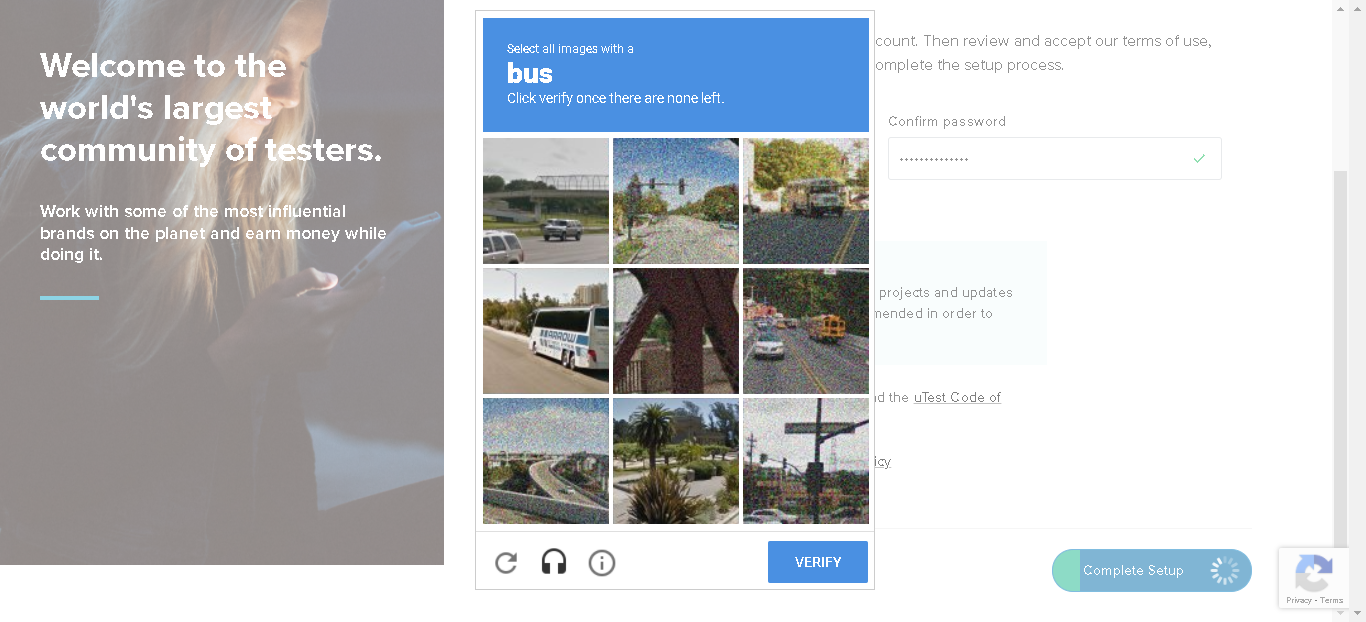 Welcome to the
world's largest
community of testers.
Work with some of the most influential
brands on the planet and earn money while
doing it.
Select all images with a
bus
Click verify once there are none left.
ARROW
VERIFY
count. Then review and accept our terms of use,
omplete the setup process.
Confirm password
projects and updates
mended in order to
nd the uTest Code of
icy
Complete Setup
Privacy - Terms